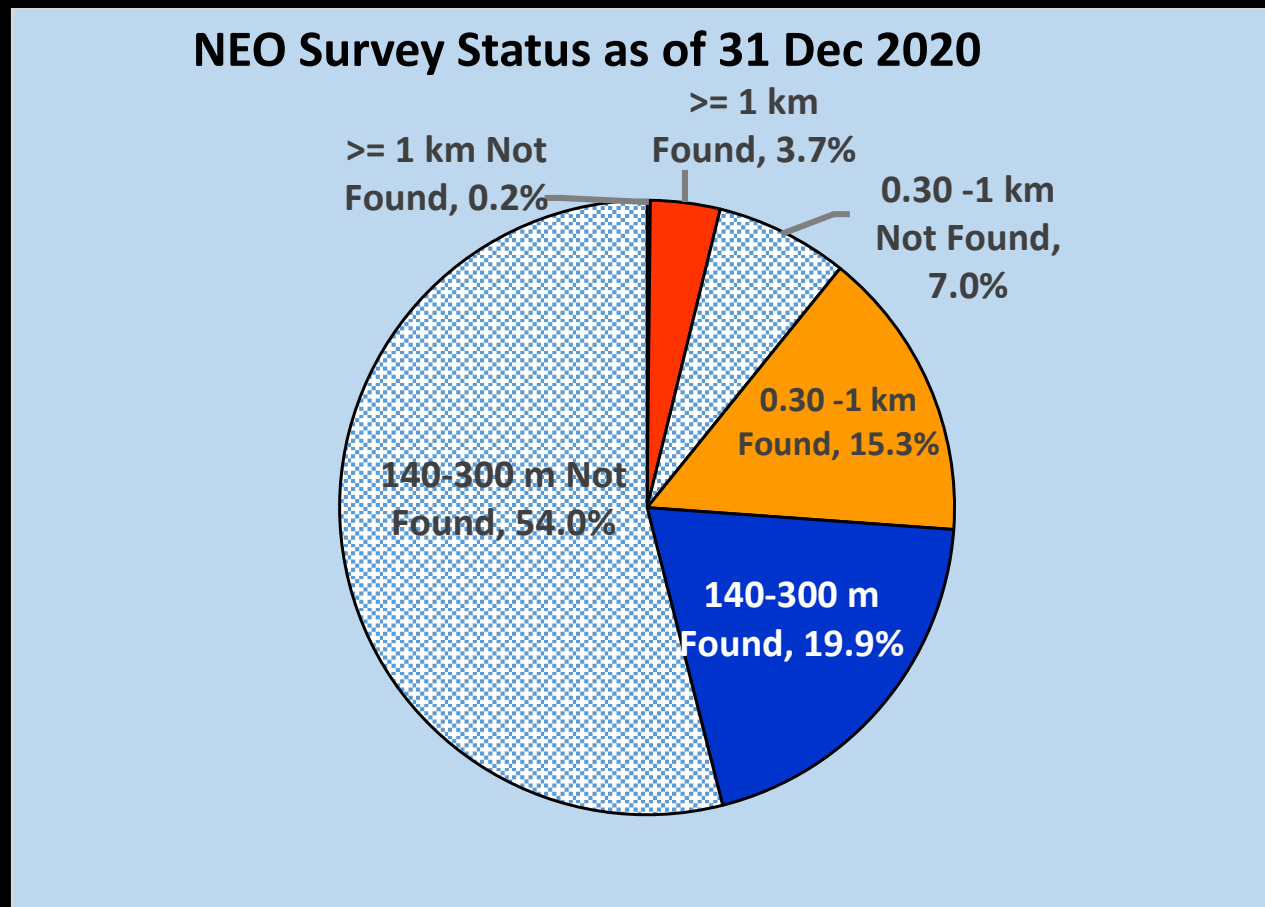 NEO Survey Status as of 31 Dec 2020
>= 1 km
Found, 3.7%
>= 1 km Not
Found, 0.2%
0.30 -1 km
Not Found,
7.0%
0.30 -1 km
Found, 15.3%
140-300 m Not
Found, 54.0%
140-300 m
Found, 19.9%